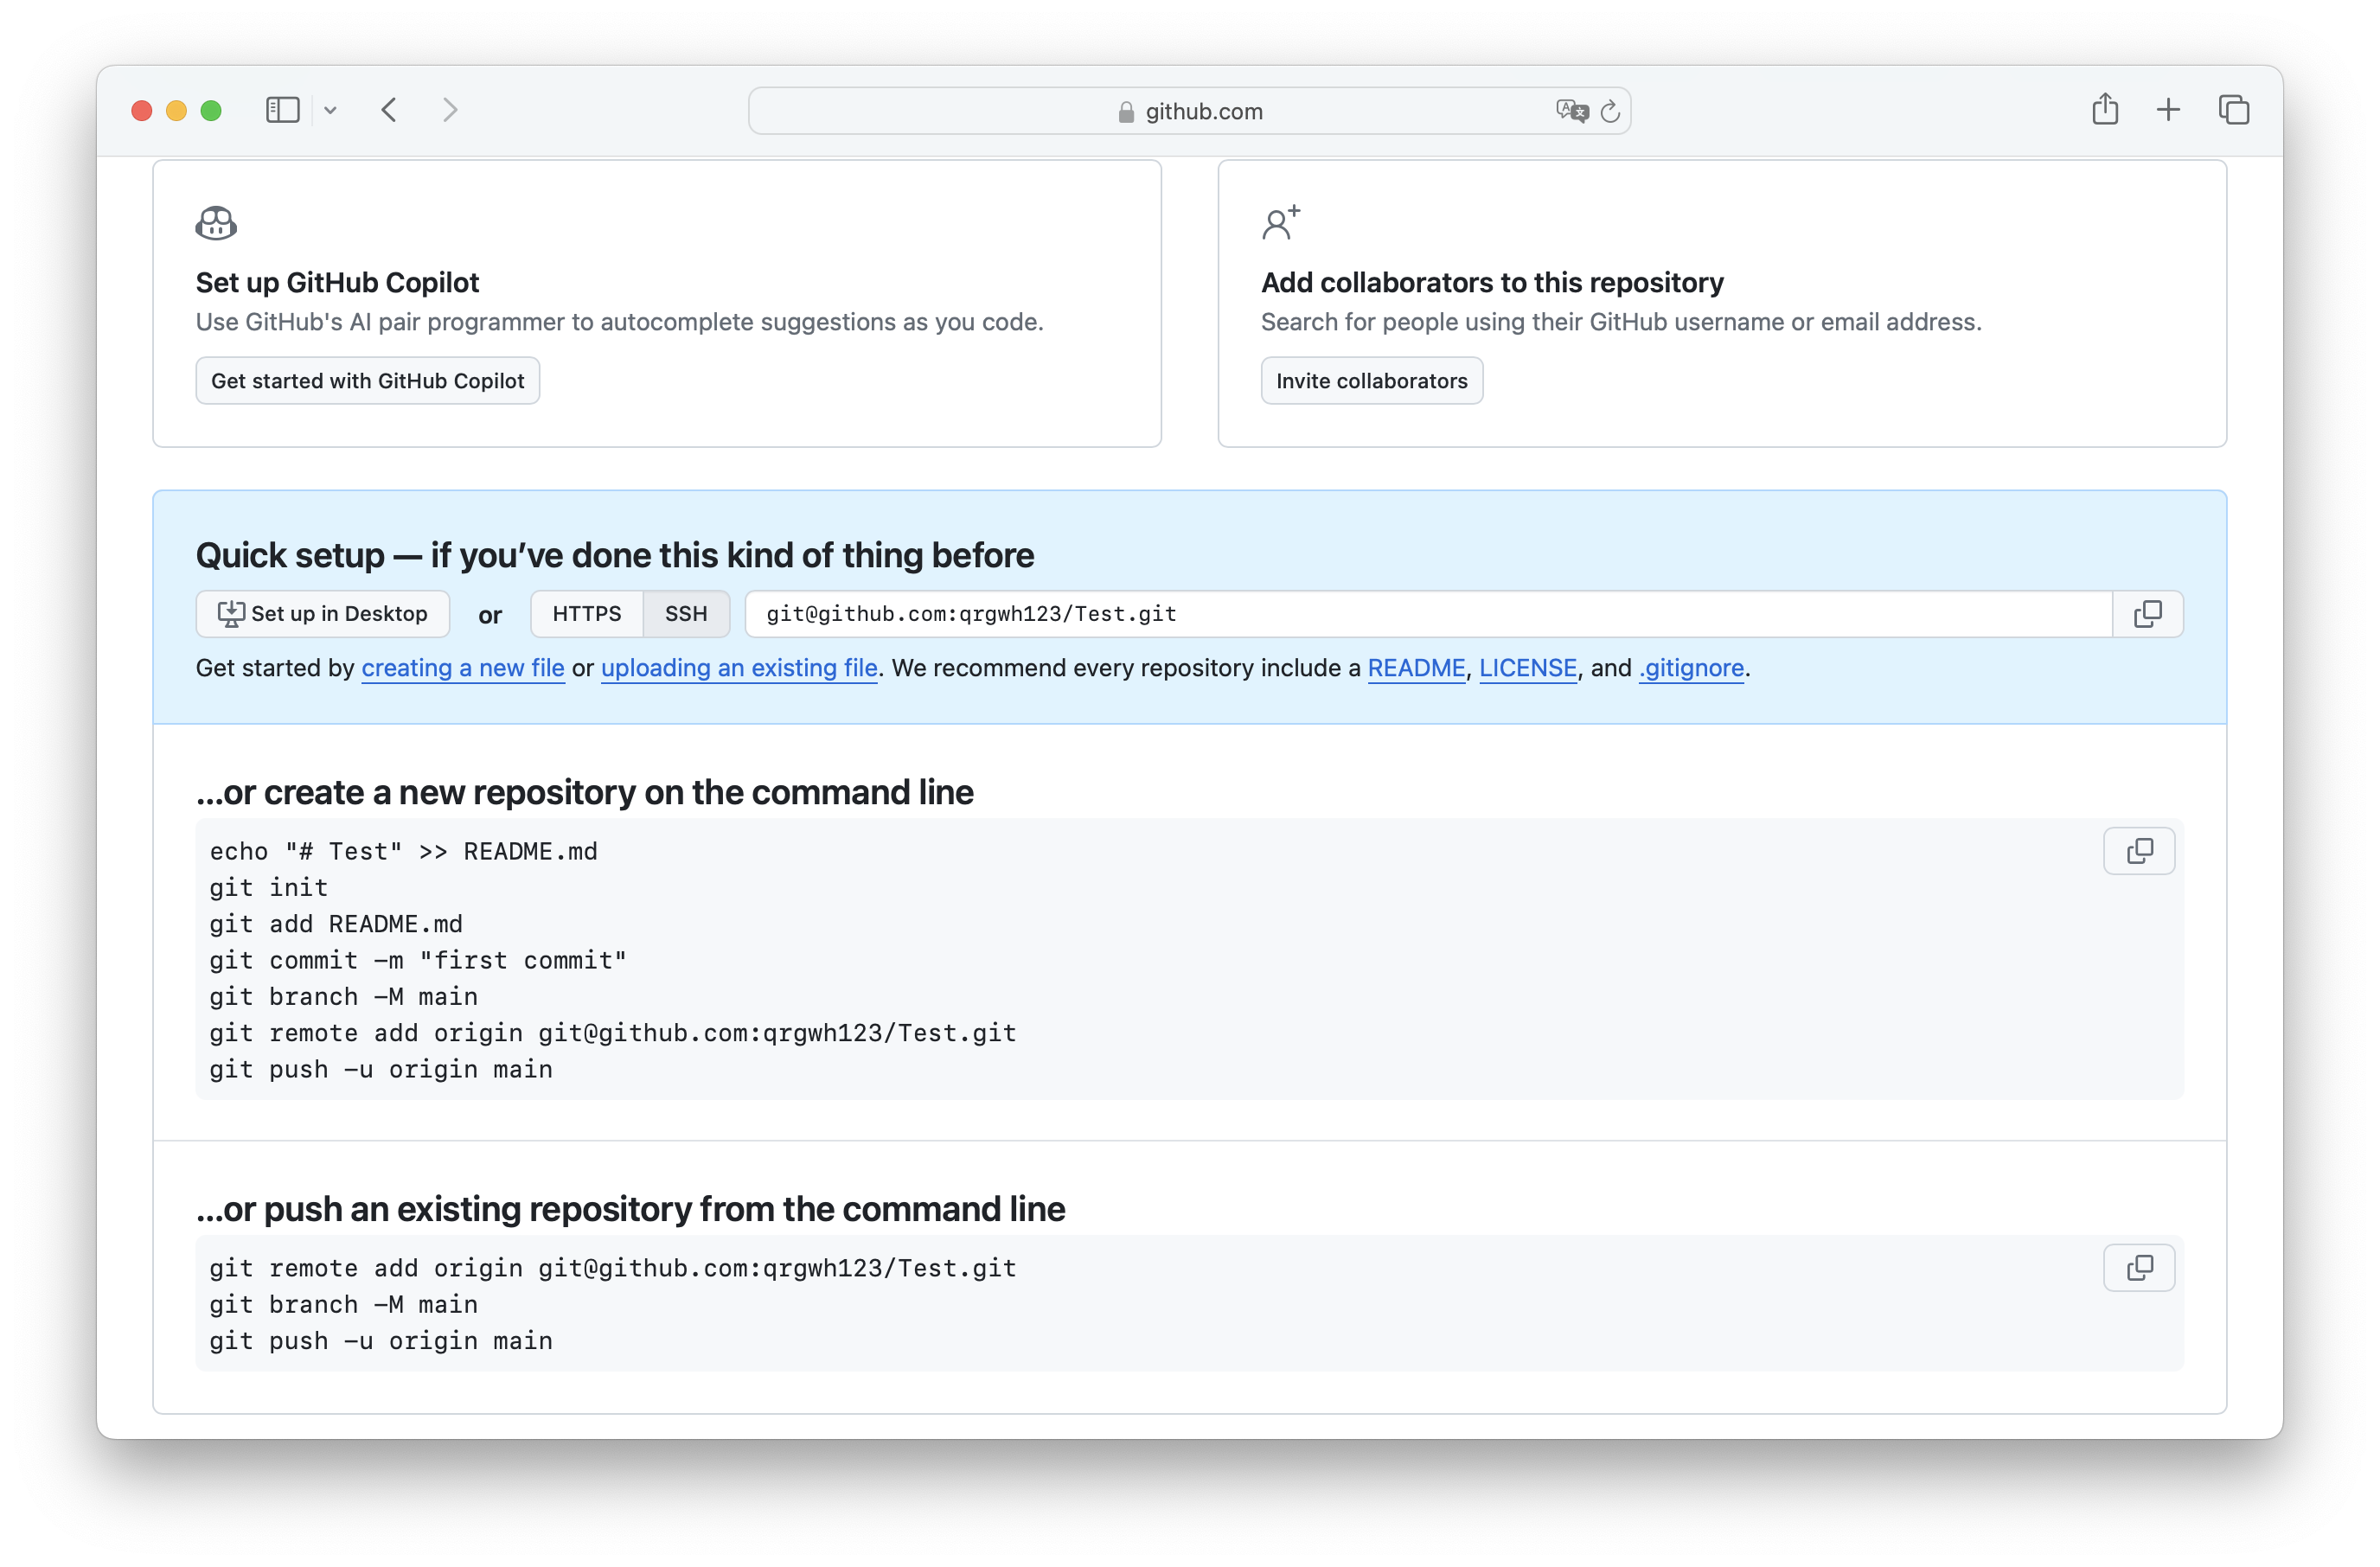 github.com
Set up GitHub Copilot
Use GitHub's AI pair programmer to autocomplete suggestions as you code.
Get started with GitHub Copilot
Add collaborators to this repository
Search for people using their GitHub username or email address.
Invite collaborators
Quick setup — if you’ve done this kind of thing before
Set up in Desktop or HTTPS SSH git@github.com:qrgwh123/Test.git
Get started by creating a new file or uploading an existing file. We recommend every repository include a README, LICENSE, and .gitignore.
…or create a new repository on the command line
echo "# Test" >> README.md
git init
git add README.md
git commit -m "first commit"
git branch -M main
git remote add origin git@github.com:qrgwh123/Test.git
git push -u origin main
…or push an existing repository from the command line
git remote add origin git@github.com:qrgwh123/Test.git
git branch -M main
git push -u origin main